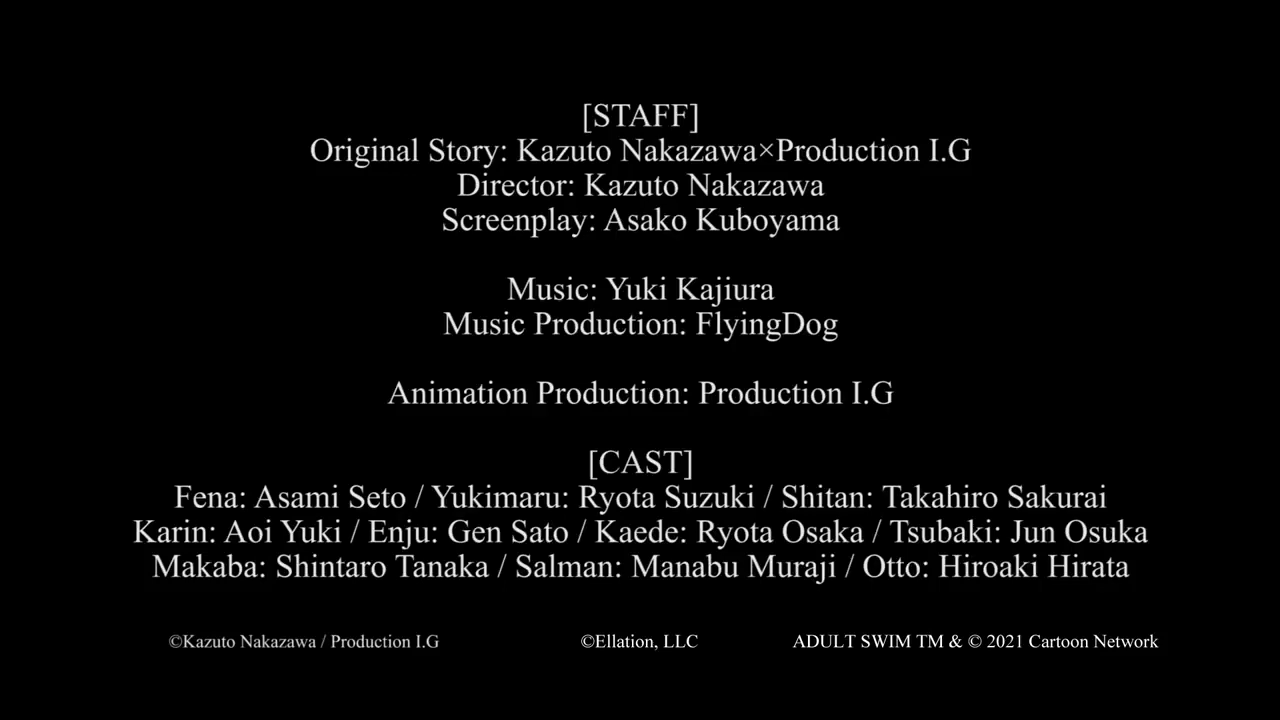 [STAFF]
Original Story: Kazuto Nakazawa×Production I.G
Director: Kazuto Nakazawa
Screenplay: Asako Kuboyama
Music: Yuki Kajiura
Music Production: FlyingDog
Animation Production: Production I.G
[CAST]
Fena: Asami Seto / Yukimaru: Ryota Suzuki / Shitan: Takahiro Sakurai
Karin: Aoi Yuki / Enju: Gen Sato / Kaede: Ryota Osaka / Tsubaki: Jun Osuka
Makaba: Shintaro Tanaka / Salman: Manabu Muraji / Otto: Hiroaki Hirata
©Kazuto Nakazawa / Production I.G ©Ellation, LLC ADULT SWIM TM & © 2021 Cartoon Network